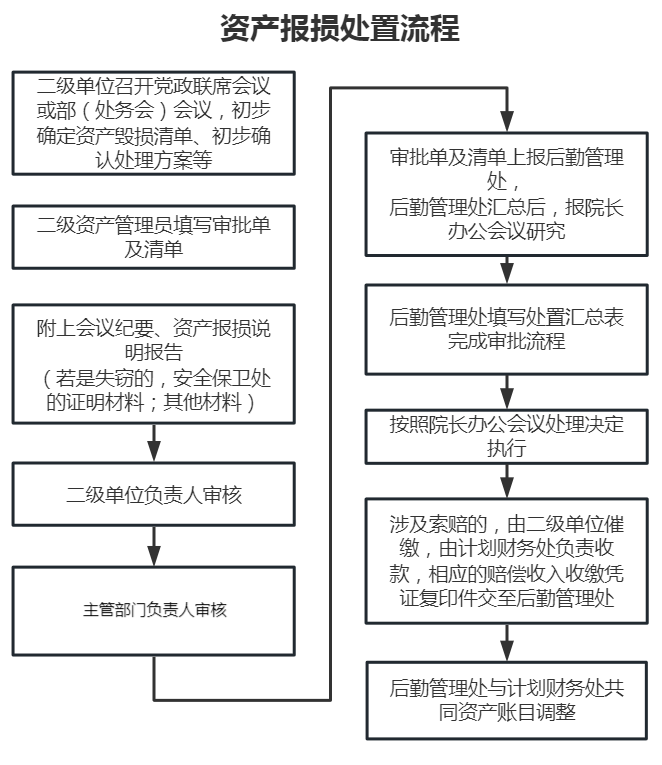 资产报损处置流程
二级单位召开党政联席会议
或部（处务会）会议，初步
确定资产毁损清单、初步确
认处理方案等
二级资产管理员填写审批单
及清单
附上会议纪要、资产报损说
明报告
（若是失窃的，安全保卫处
的证明材料；其他材料）
二级单位负责人审核
主管部门负责人审核
审批单及清单上报后勤管理
处，
后勤管理处汇总后，报院长
办公会议研究
后勤管理处填写处置汇总表
完成审批流程
按照院长办公会议处理决定
执行
涉及索赔的，由二级单位催
缴，由计划财务处负责收
款，相应的赔偿收入收缴凭
证复印件交至后勤管理处
后勤管理处与计划财务处共
同资产账目调整